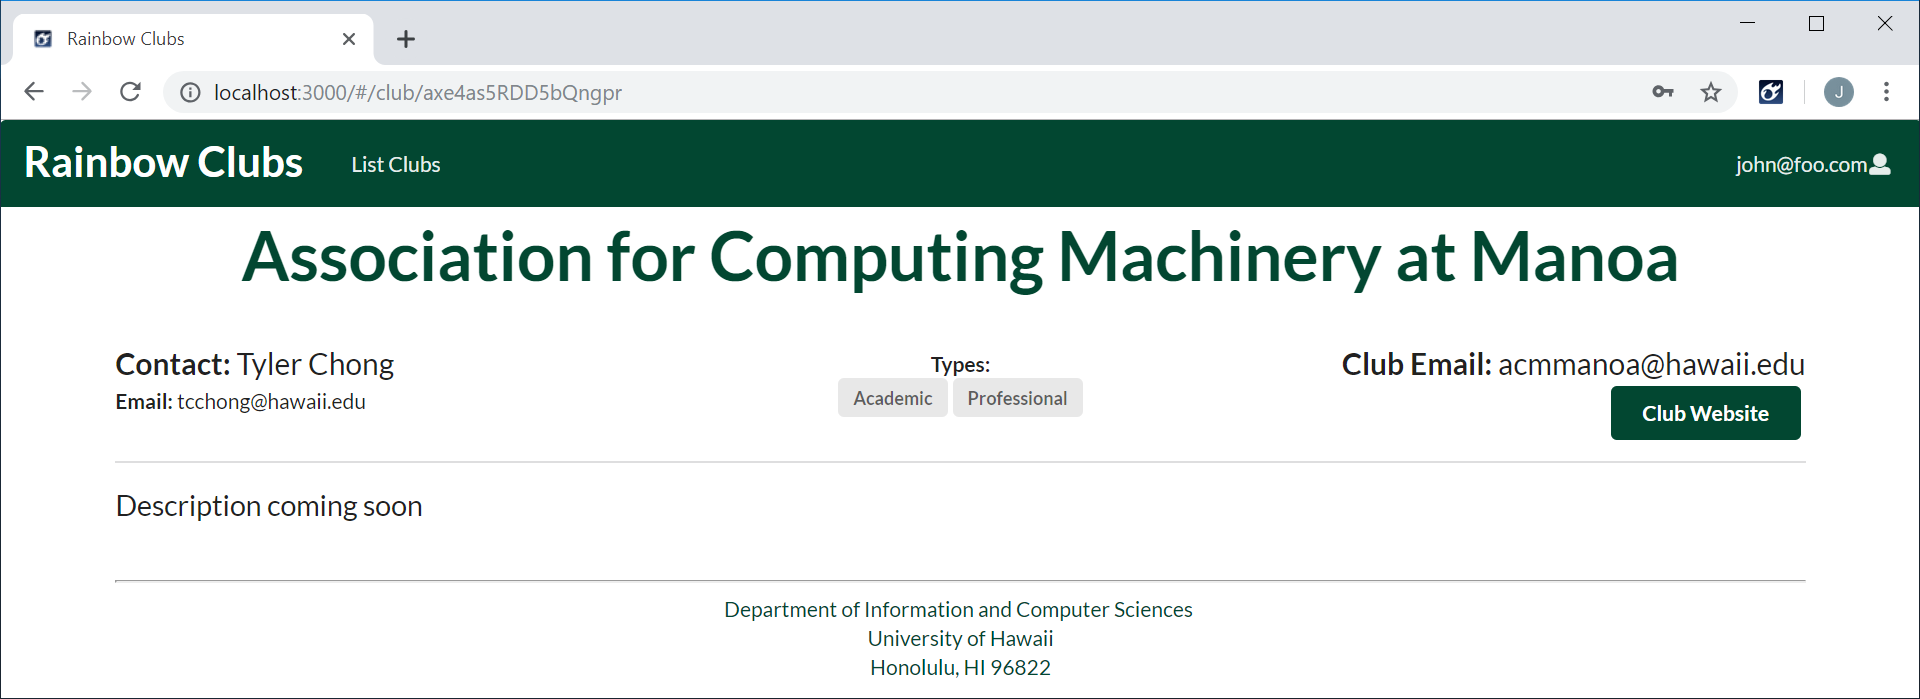 Rainbow Clubs
localhost:3000/#/club/axe4as5RDD5bQngpr
J
Rainbow Clubs List Clubs john@foo.com
Association for Computing Machinery at Manoa
Contact: Tyler Chong
Email: tcchong@hawaii.edu
Types:
Academic Professional
Club Email: acmmanoa@hawaii.edu
Club Website
Description coming soon
Department of Information and Computer Sciences
University of Hawaii
Honolulu, HI 96822